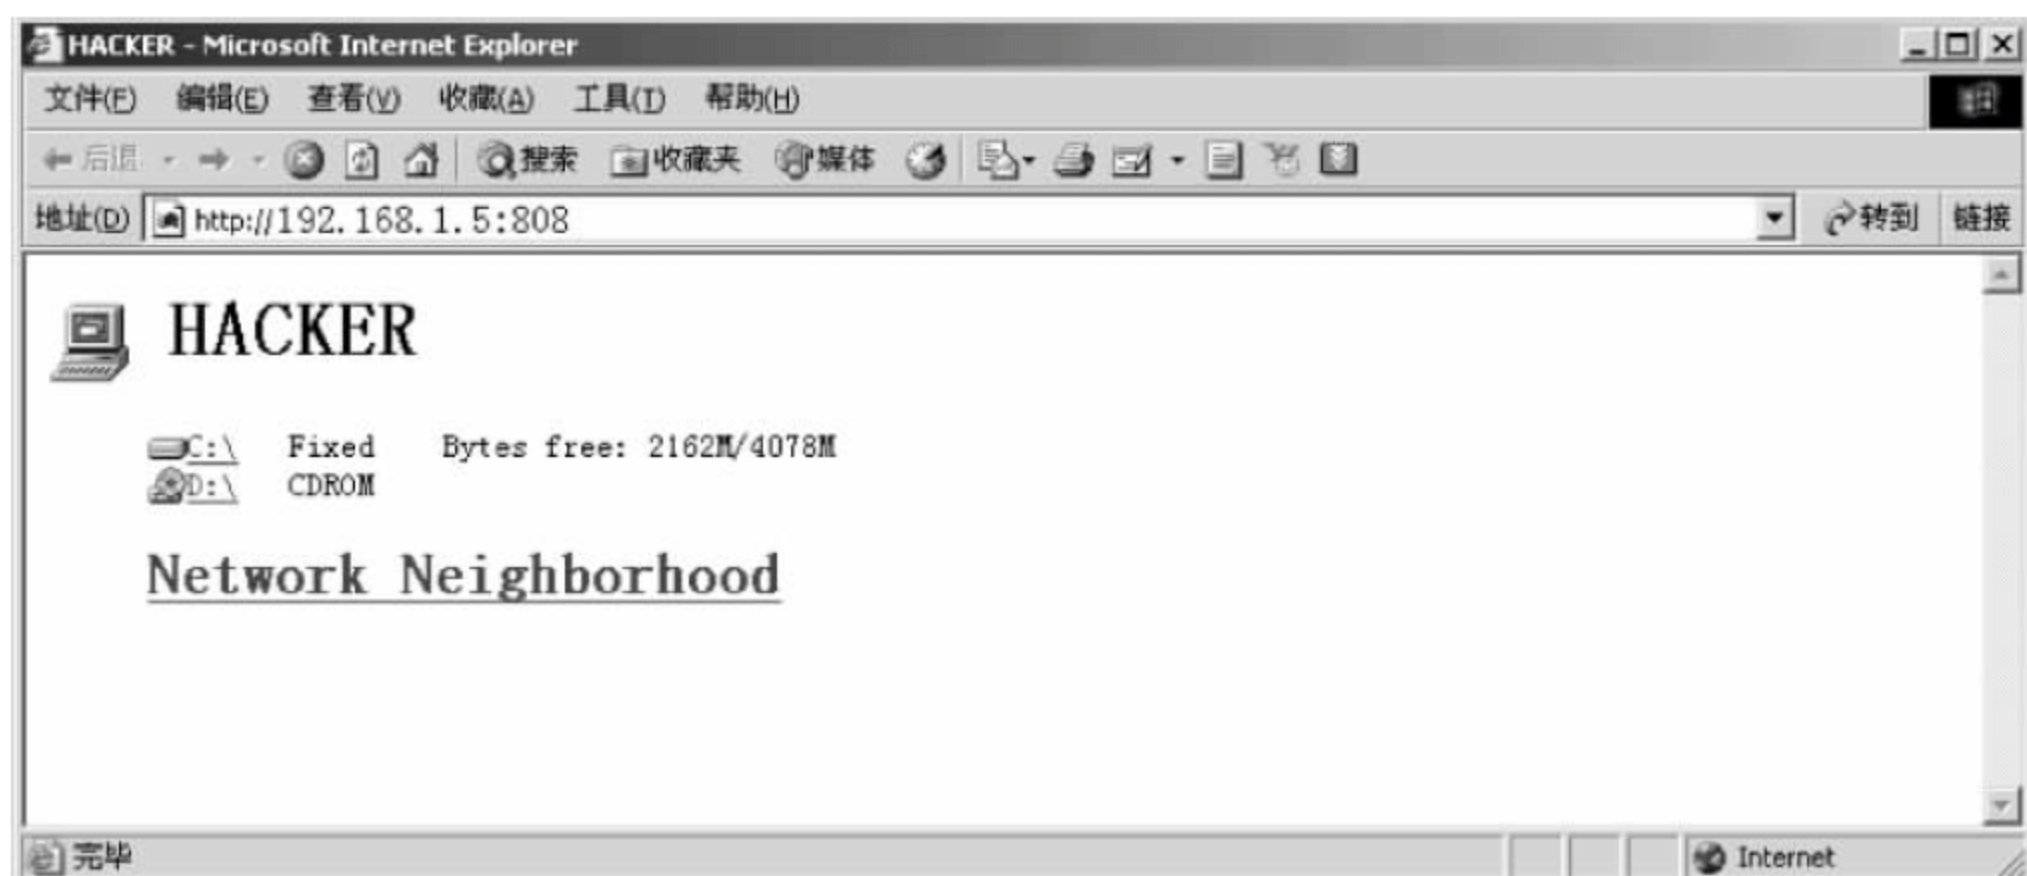 HACKER - Microsoft Internet Explorer
文件(F) 编辑(E) 查看(V) 收藏(A) 工具(T) 帮助(H)
后退 搜索 收藏夹 媒体
地址(D) http://192.168.1.5:808 转到 链接
HACKER
C:\ Fixed Bytes free: 2162M/4078M
D:\ CDROM
Network Neighborhood
完毕 Internet